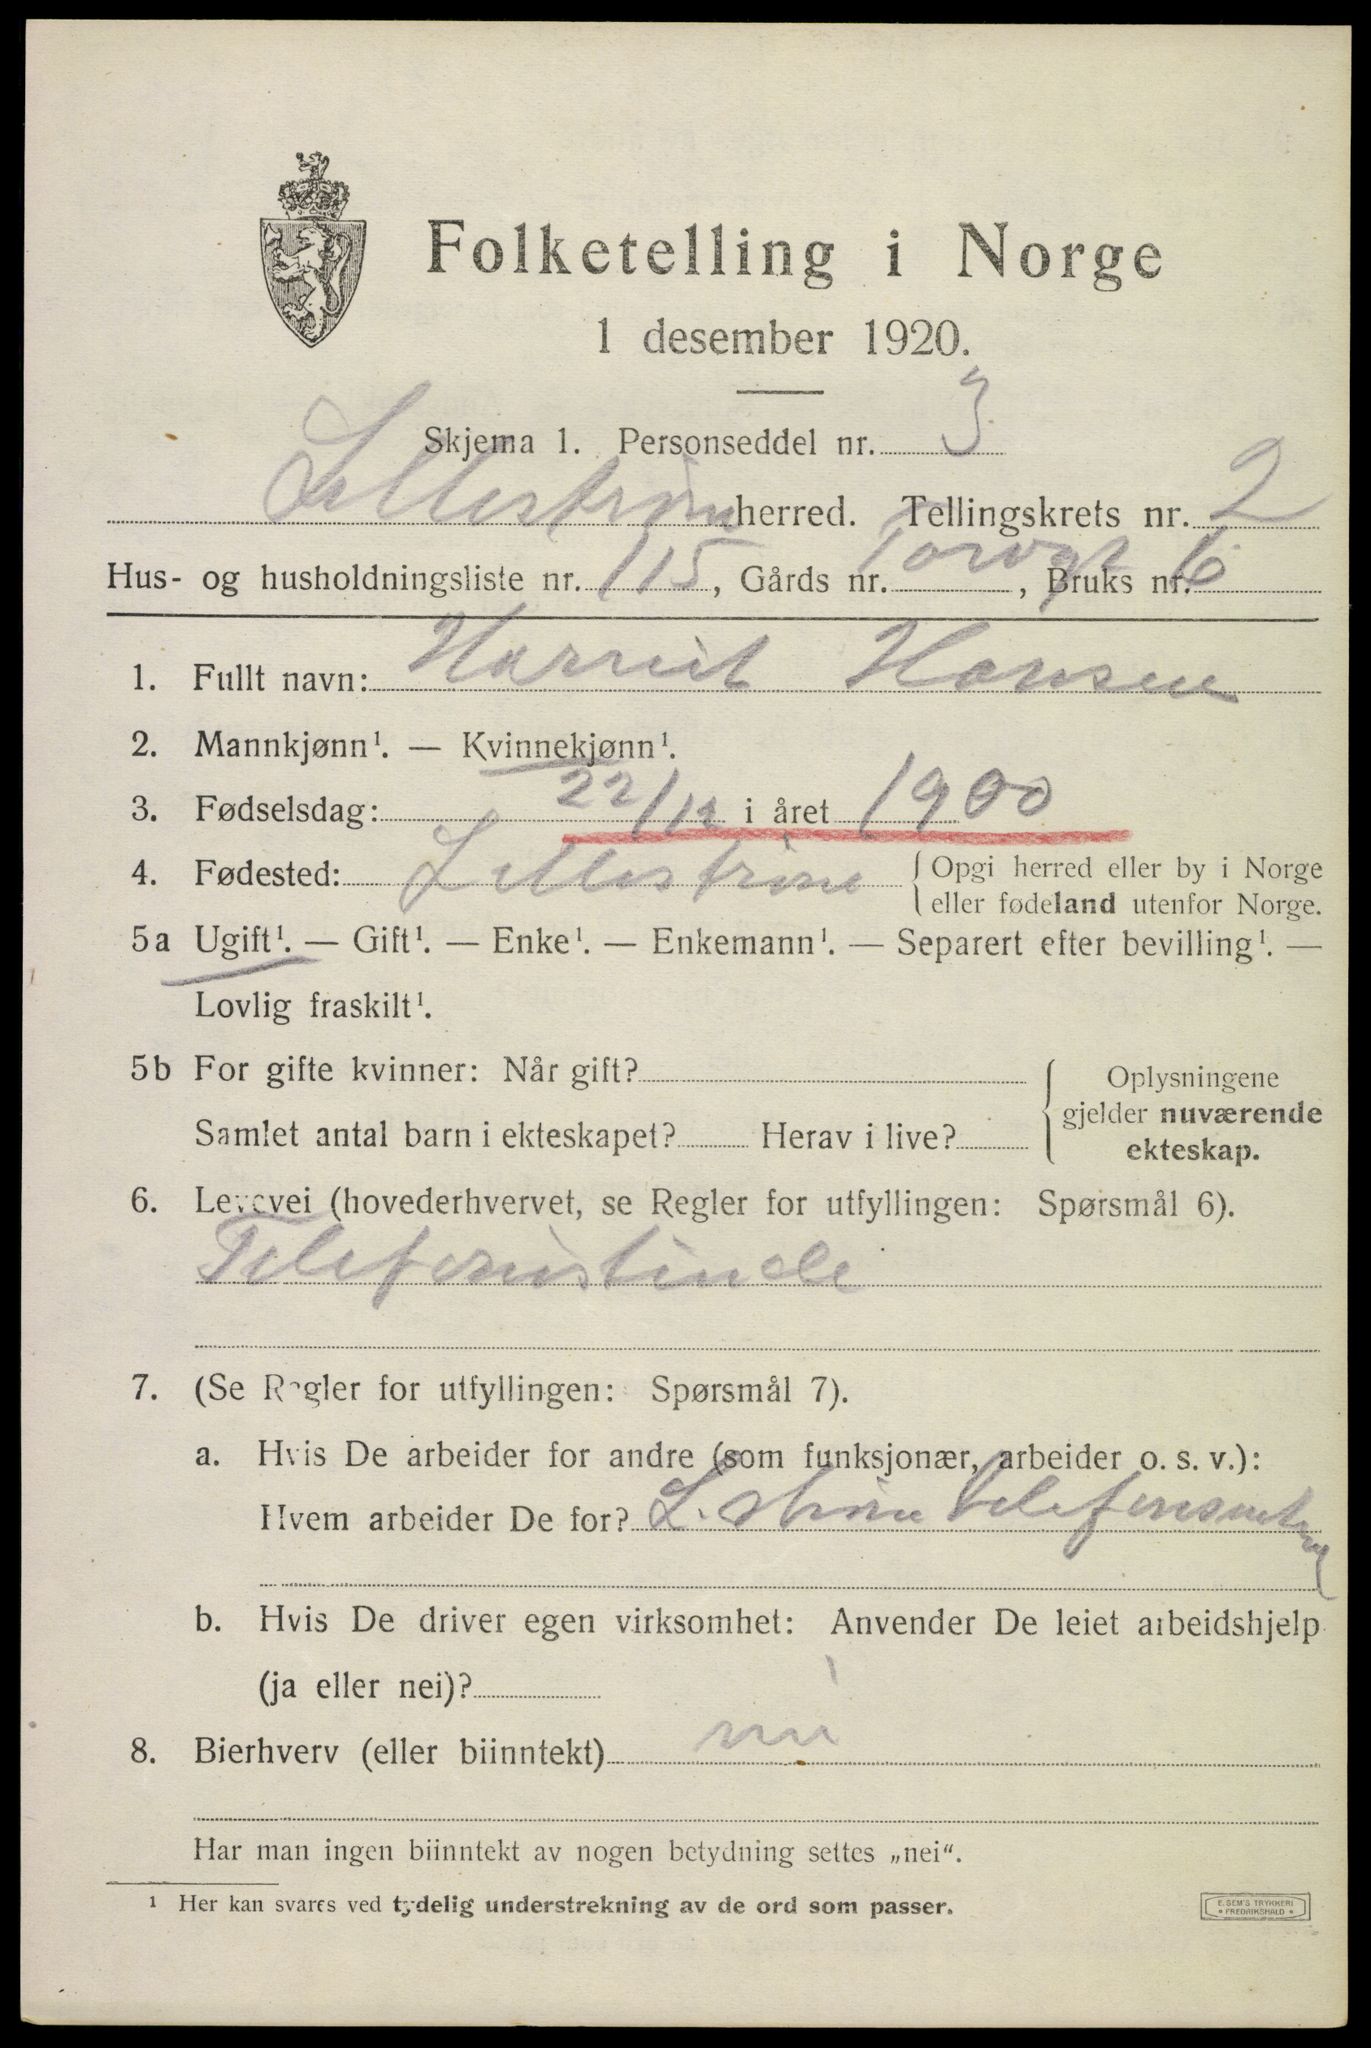 Folketelling i Norge
1 desember 1920.
Skjema 1. Personseddel nr. 3
Lillestrøm herred. Tellingskrets nr. 2
Hus- og husholdningsliste nr. 115, Gårds nr. Torvgt, Bruks nr. 6
1. Fullt navn: Harriet Hansen
2. Mannkjønn¹. — Kvinnekjønn¹.
3. Fødselsdag: 22/12 i året 1900
4. Fødested: Lillestrøm { Opgi herred eller by i Norge
eller fødeland utenfor Norge.
5a Ugift¹. — Gift¹. — Enke¹. — Enkemann¹. — Separert efter bevilling¹. —
Lovlig fraskilt¹.
5b For gifte kvinner: Når gift?
Samlet antal barn i ekteskapet? Herav i live?
{ Oplysningene
gjelder nuværende
ekteskap.
6. Levevei (hovederhvervet, se Regler for utfyllingen: Spørsmål 6).
Telefonistinde
7. (Se Regler for utfyllingen: Spørsmål 7).
a. Hvis De arbeider for andre (som funksjonær, arbeider o. s. v.):
Hvem arbeider De for? L.strøm telefonsentral
b. Hvis De driver egen virksomhet: Anvender De leiet arbeidshjelp
(ja eller nei)?
8. Bierhverv (eller biinntekt) nei
Har man ingen biinntekt av nogen betydning settes „nei“.
¹ Her kan svares ved tydelig understrekning av de ord som passer.
E. SEM'S TRYKKERI
• FREDRIKSHALD •